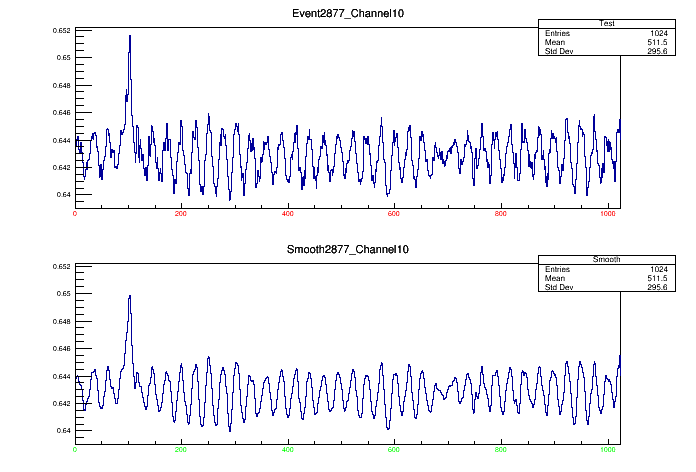 Event2877_Channel10
Test
Entries 1024
Mean 511.5
Std Dev 295.6
0.652
0.65
0.648
0.646
0.644
0.642
0.64
0 200 400 600 800 1000
Smooth2877_Channel10
Smooth
Entries 1024
Mean 511.5
Std Dev 295.6
0.652
0.65
0.648
0.646
0.644
0.642
0.64
0 200 400 600 800 1000